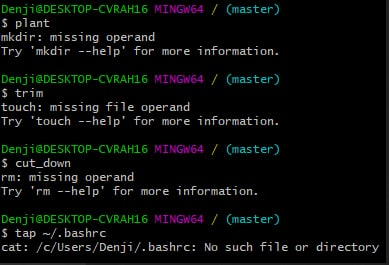 Denji@DESKTOP-CVRAH16 MINGW64 / (master)
$ plant
mkdir: missing operand
Try 'mkdir --help' for more information.
Denji@DESKTOP-CVRAH16 MINGW64 / (master)
$ trim
touch: missing file operand
Try 'touch --help' for more information.
Denji@DESKTOP-CVRAH16 MINGW64 / (master)
$ cut_down
rm: missing operand
Try 'rm --help' for more information.
Denji@DESKTOP-CVRAH16 MINGW64 / (master)
$ tap ~/.bashrc
cat: /c/Users/Denji/.bashrc: No such file or directory